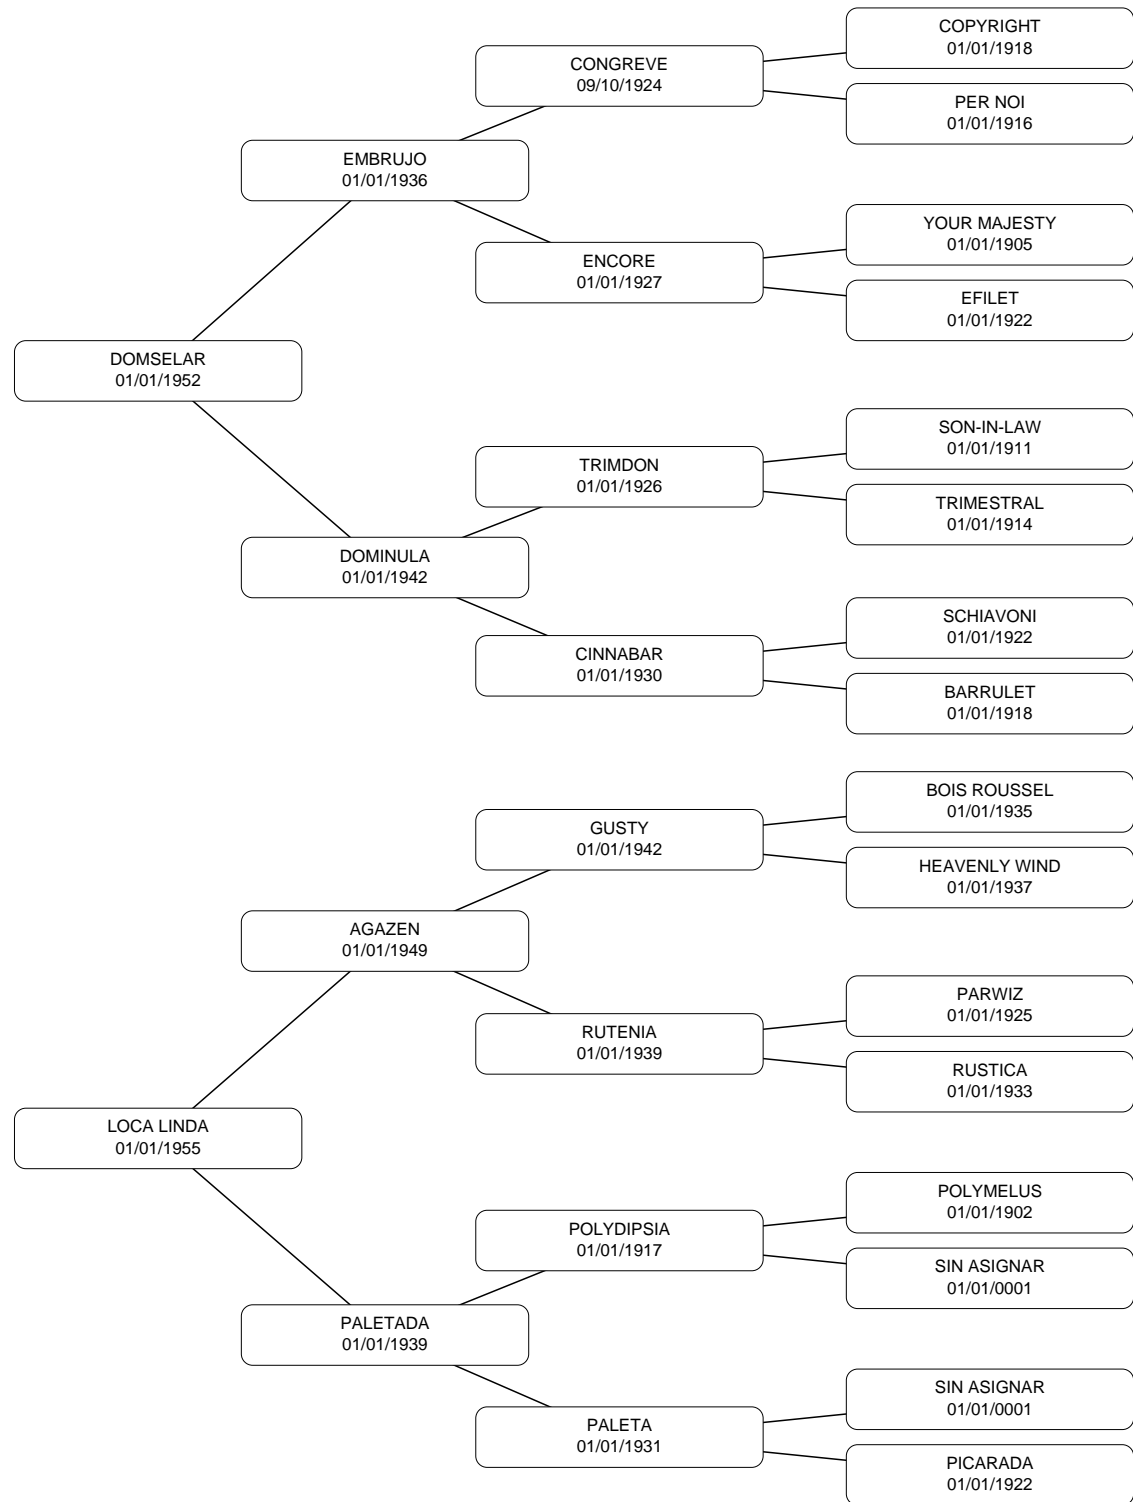 COPYRIGHT
01/01/1918
CONGREVE
09/10/1924
PER NOI
01/01/1916
EMBRUJO
01/01/1936
YOUR MAJESTY
01/01/1905
ENCORE
01/01/1927
EFILET
01/01/1922
DOMSELAR
01/01/1952
SON-IN-LAW
01/01/1911
TRIMDON
01/01/1926
TRIMESTRAL
01/01/1914
DOMINULA
01/01/1942
SCHIAVONI
01/01/1922
CINNABAR
01/01/1930
BARRULET
01/01/1918
BOIS ROUSSEL
01/01/1935
GUSTY
01/01/1942
HEAVENLY WIND
01/01/1937
AGAZEN
01/01/1949
PARWIZ
01/01/1925
RUTENIA
01/01/1939
RUSTICA
01/01/1933
LOCA LINDA
01/01/1955
POLYMELUS
01/01/1902
POLYDIPSIA
01/01/1917
SIN ASIGNAR
01/01/0001
PALETADA
01/01/1939
SIN ASIGNAR
01/01/0001
PALETA
01/01/1931
PICARADA
01/01/1922